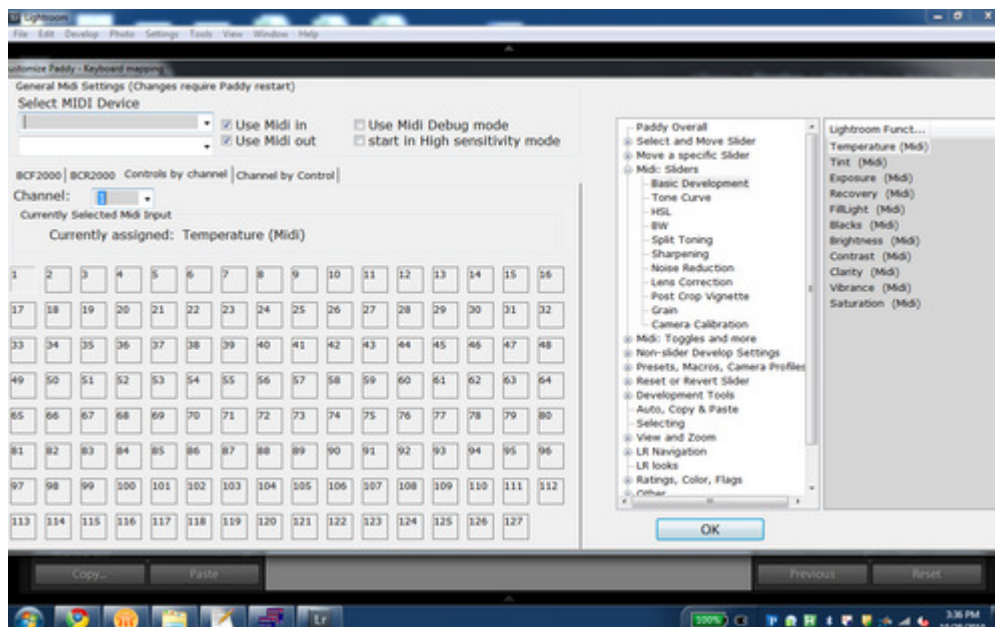 Lightroom
File Edit Develop Photo Settings Tools View Window Help
ustomize Paddy - Keyboard mapping
General Midi Settings (Changes require Paddy restart)
Select MIDI Device
Use Midi in
Use Midi Debug mode
Use Midi out
start in High sensitivity mode
BCF2000 BCR2000 Controls by channel Channel by Control
Channel: 1
Currently Selected Midi Input
Currently assigned: Temperature (Midi)
1 2 3 4 5 6 7 8 9 10 11 12 13 14 15 16
17 18 19 20 21 22 23 24 25 26 27 28 29 30 31 32
33 34 35 36 37 38 39 40 41 42 43 44 45 46 47 48
49 50 51 52 53 54 55 56 57 58 59 60 61 62 63 64
65 66 67 68 69 70 71 72 73 74 75 76 77 78 79 80
81 82 83 84 85 86 87 88 89 90 91 92 93 94 95 96
97 98 99 100 101 102 103 104 105 106 107 108 109 110 111 112
113 114 115 116 117 118 119 120 121 122 123 124 125 126 127
Paddy Overall
Select and Move Slider
Move a specific Slider
Midi: Sliders
Basic Development
Tone Curve
HSL
BW
Split Toning
Sharpening
Noise Reduction
Lens Correction
Post Crop Vignette
Grain
Camera Calibration
Midi: Toggles and more
Non-slider Develop Settings
Presets, Macros, Camera Profiles
Reset or Revert Slider
Development Tools
Auto, Copy & Paste
Selecting
View and Zoom
LR Navigation
LR looks
Ratings, Color, Flags
Other
Lightroom Funct...
Temperature (Midi)
Tint (Midi)
Exposure (Midi)
Recovery (Midi)
FillLight (Midi)
Blacks (Midi)
Brightness (Midi)
Contrast (Midi)
Clarity (Midi)
Vibrance (Midi)
Saturation (Midi)
OK
Copy... Paste Previous Reset
Lr
100%
3:36 PM